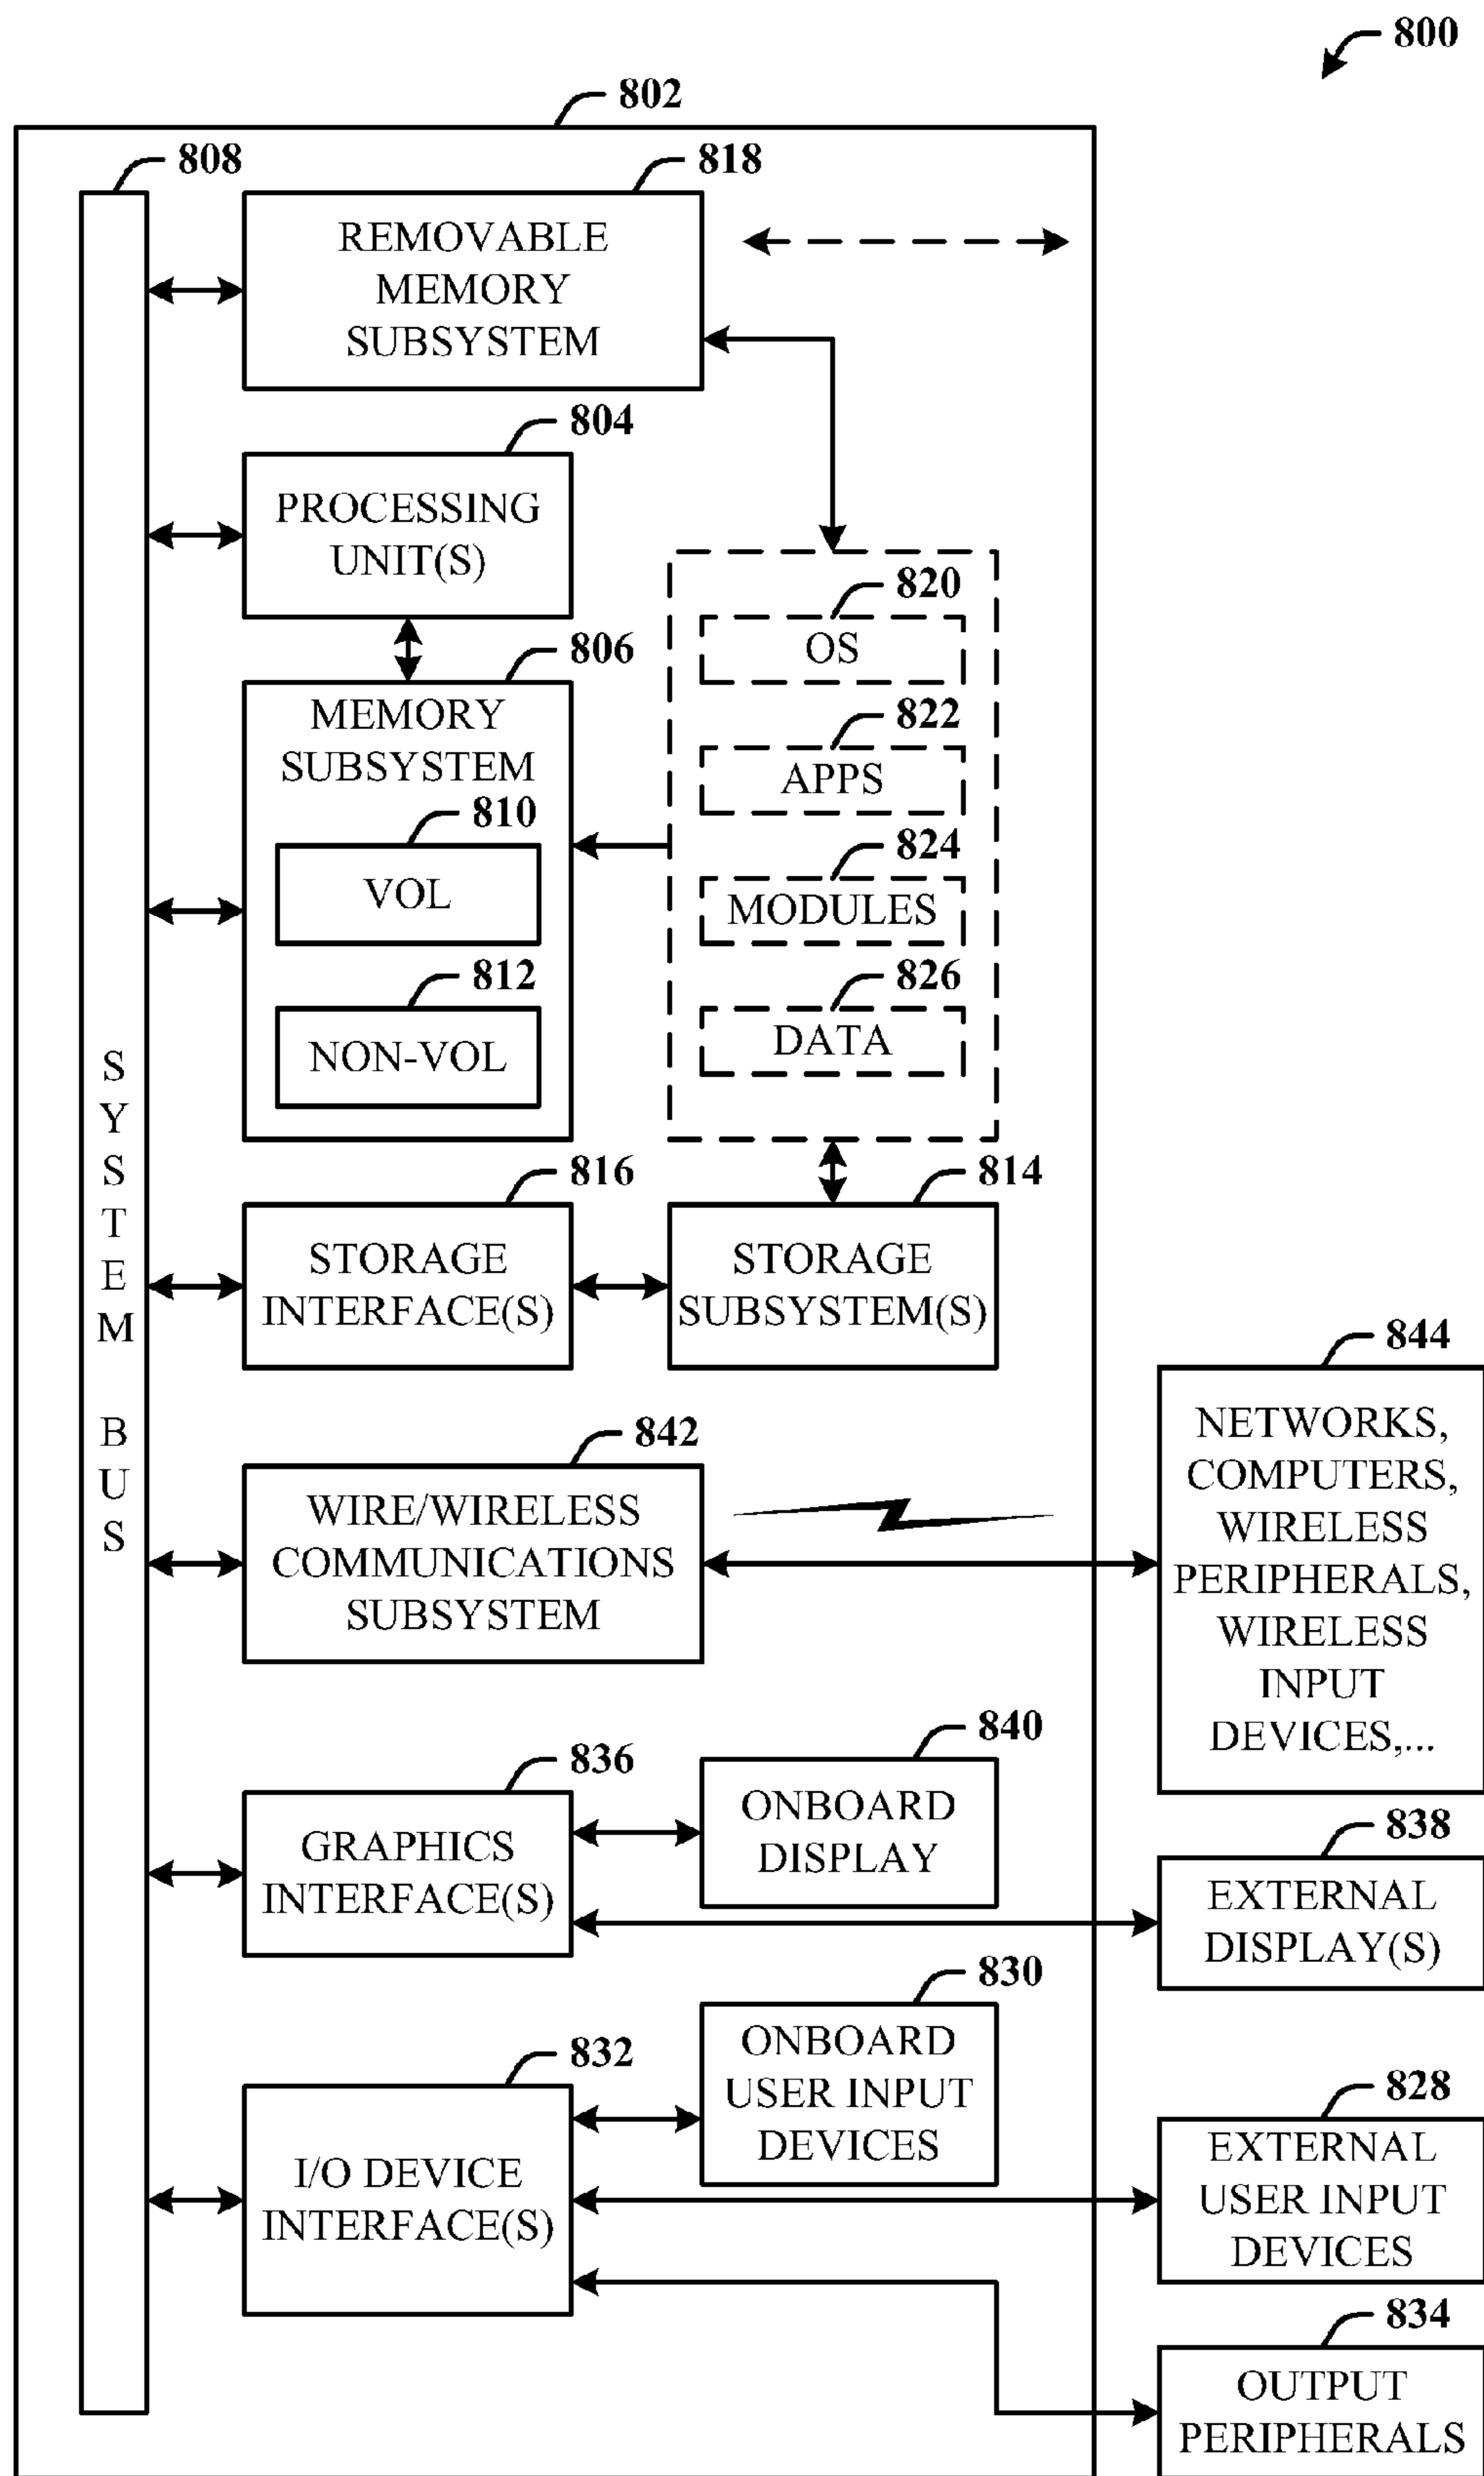 800
802
808
818
REMOVABLE
MEMORY
SUBSYSTEM
804
PROCESSING
UNIT(S)
806
MEMORY
SUBSYSTEM
810
VOL
812
NON-VOL
820
OS
822
APPS
824
MODULES
826
DATA
SYSTEM BUS
816
STORAGE
INTERFACE(S)
814
STORAGE
SUBSYSTEM(S)
842
WIRE/WIRELESS
COMMUNICATIONS
SUBSYSTEM
844
NETWORKS,
COMPUTERS,
WIRELESS
PERIPHERALS,
WIRELESS
INPUT
DEVICES,...
836
GRAPHICS
INTERFACE(S)
840
ONBOARD
DISPLAY
838
EXTERNAL
DISPLAY(S)
832
I/O DEVICE
INTERFACE(S)
830
ONBOARD
USER INPUT
DEVICES
828
EXTERNAL
USER INPUT
DEVICES
834
OUTPUT
PERIPHERALS